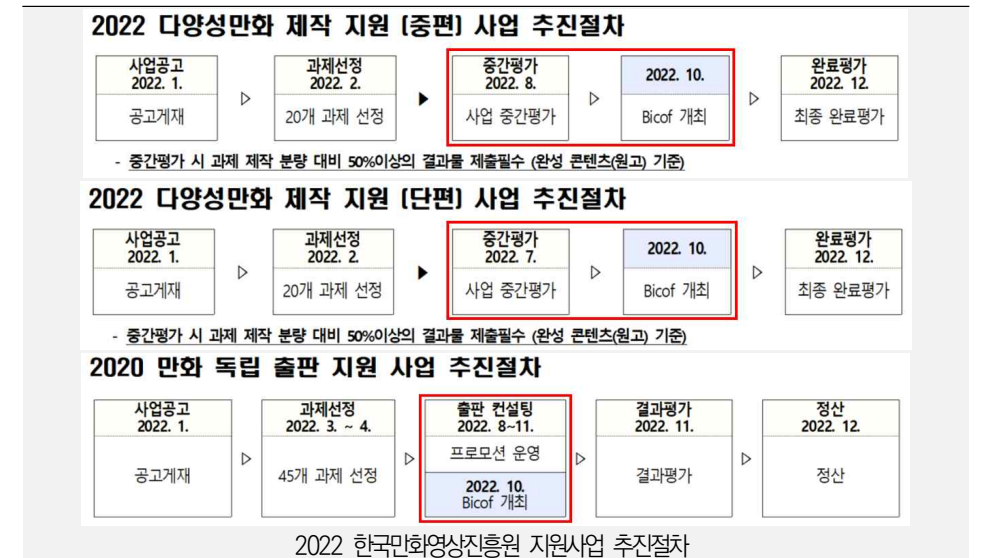 2022 다양성만화 제작 지원 (중편) 사업 추진절차
사업공고
2022. 1.
공고게재
▷
과제선정
2022. 2.
20개 과제 선정
▶
중간평가
2022. 8.
사업 중간평가
▷
2022. 10.
Bicof 개최
▷
완료평가
2022. 12.
최종 완료평가
- 중간평가 시 과제 제작 분량 대비 50%이상의 결과물 제출필수 (완성 콘텐츠(원고) 기준)
2022 다양성만화 제작 지원 (단편) 사업 추진절차
사업공고
2022. 1.
공고게재
▷
과제선정
2022. 2.
20개 과제 선정
▶
중간평가
2022. 7.
사업 중간평가
▷
2022. 10.
Bicof 개최
▷
완료평가
2022. 12.
최종 완료평가
- 중간평가 시 과제 제작 분량 대비 50%이상의 결과물 제출필수 (완성 콘텐츠(원고) 기준)
2020 만화 독립 출판 지원 사업 추진절차
사업공고
2022. 1.
공고게재
▷
과제선정
2022. 3. ~ 4.
45개 과제 선정
▷
출판 컨설팅
2022. 8~11.
프로모션 운영
2022. 10.
Bicof 개최
▷
결과평가
2022. 11.
결과평가
▷
정산
2022. 12.
정산
2022 한국만화영상진흥원 지원사업 추진절차